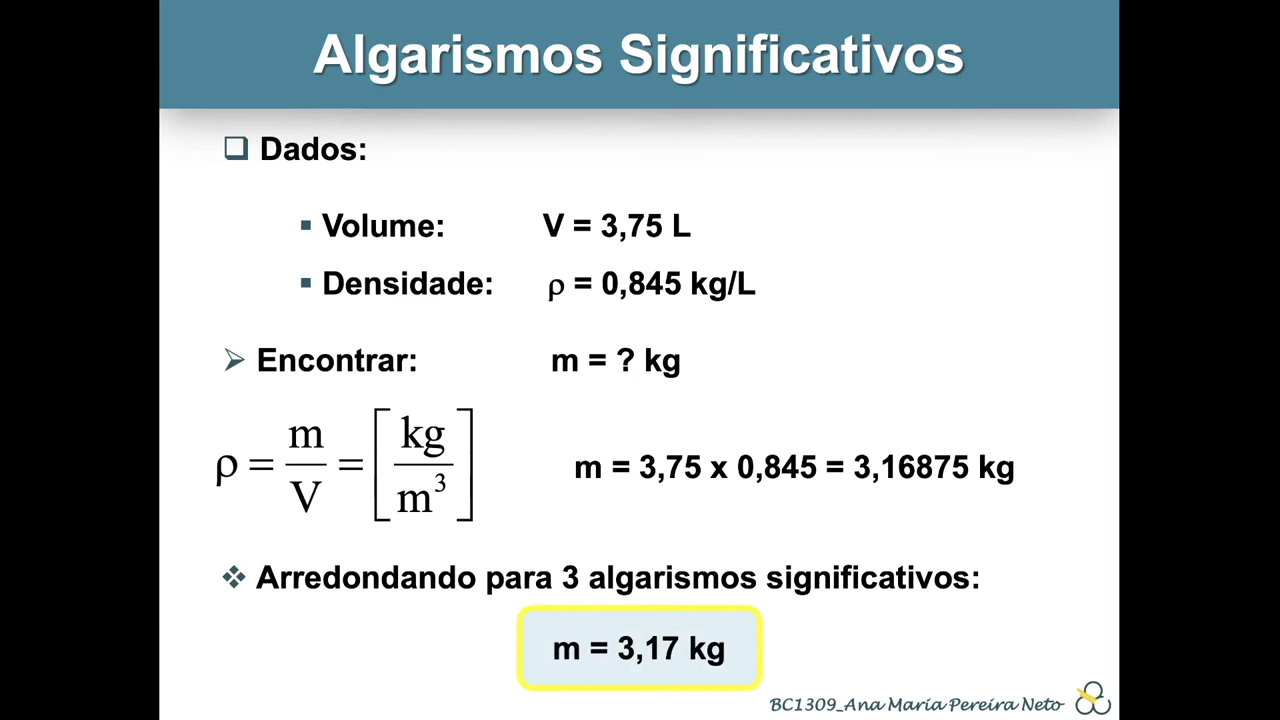 Algarismos Significativos
❑ Dados:
▪ Volume: V = 3,75 L
▪ Densidade: ρ = 0,845 kg/L
➢ Encontrar: m = ? kg
ρ = m/V = [kg/m³]
m = 3,75 x 0,845 = 3,16875 kg
❖ Arredondando para 3 algarismos significativos:
m = 3,17 kg
BC1309_Ana Maria Pereira Neto